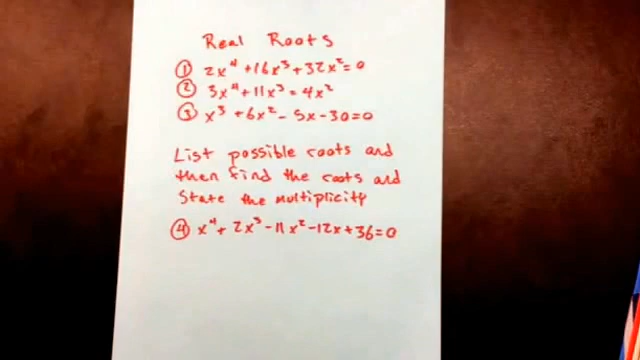 Real Roots
① 2x⁴ + 16x³ + 32x² = 0
② 3x⁴ + 11x³ = 4x²
③ x³ + 6x² - 5x - 30 = 0
List possible roots and
then find the roots and
State the multiplicity
④ x⁴ + 2x³ - 11x² - 12x + 36 = 0